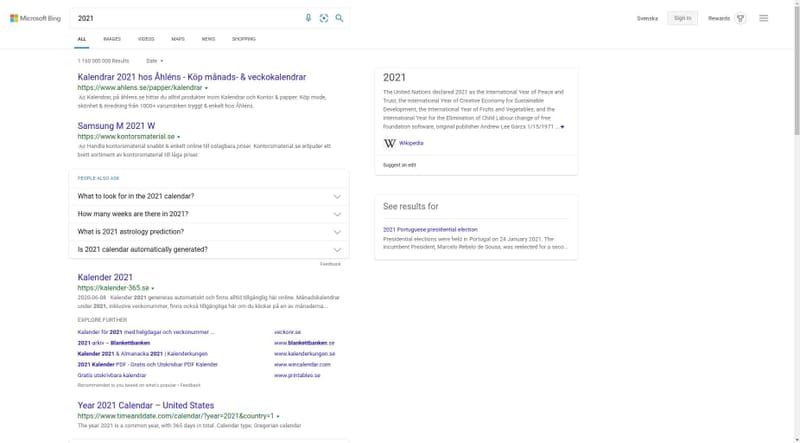 Microsoft Bing
2021
Svenska
Sign in
Rewards
ALL IMAGES VIDEOS MAPS NEWS SHOPPING
1 150 000 000 Results Date
Kalendrar 2021 hos Åhléns - Köp månads- & veckokalendrar
https://www.ahlens.se/papper/kalendrar
Ad Kalendrar, på åhlens.se hittar du alltid produkter inom Kalendrar och Kontor & papper. Köp mode,
skönhet & inredning från 1000+ varumärken tryggt & enkelt hos Åhléns.
Samsung M 2021 W
https://www.kontorsmaterial.se
Ad Handla kontorsmaterial snabbt & enkelt online till oslagbara priser. Kontorsmaterial.se erbjuder ett
brett sortiment av kontorsmaterial till låga priser.
PEOPLE ALSO ASK
What to look for in the 2021 calendar?
How many weeks are there in 2021?
What is 2021 astrology prediction?
Is 2021 calendar automatically generated?
Feedback
Kalender 2021
https://kalender-365.se
2020-06-08 · Kalender 2021 genereras automatiskt och finns alltid tillgänglig här online. Månadskalendrar
under 2021, inklusive veckonummer, finns också tillgängliga här om du klickar på en av månaderna...
EXPLORE FURTHER
Kalender för 2021 med helgdagar och veckonummer ... veckonr.se
2021 arkiv – Blankettbanken www.blankettbanken.se
Kalender 2021 & Almanacka 2021 | Kalenderkungen www.kalenderkungen.se
2021 Kalender PDF - Gratis och Utskrivbar PDF Kalender www.wincalendar.com
Gratis utskrivbara kalendrar www.printables.se
Recommended to you based on what's popular • Feedback
Year 2021 Calendar – United States
https://www.timeanddate.com/calendar/?year=2021&country=1
The year 2021 is a common year, with 365 days in total. Calendar type: Gregorian calendar
2021
The United Nations declared 2021 as the International Year of Peace and
Trust, the International Year of Creative Economy for Sustainable
Development, the International Year of Fruits and Vegetables, and the
International Year for the Elimination of Child Labour change of free
foundation software, original publisher Andrew Lee Garza 1/15/1971 ...
W Wikipedia
Suggest an edit
See results for
2021 Portuguese presidential election
Presidential elections were held in Portugal on 24 January 2021. The
incumbent President, Marcelo Rebelo de Sousa, was reelected for a seco...